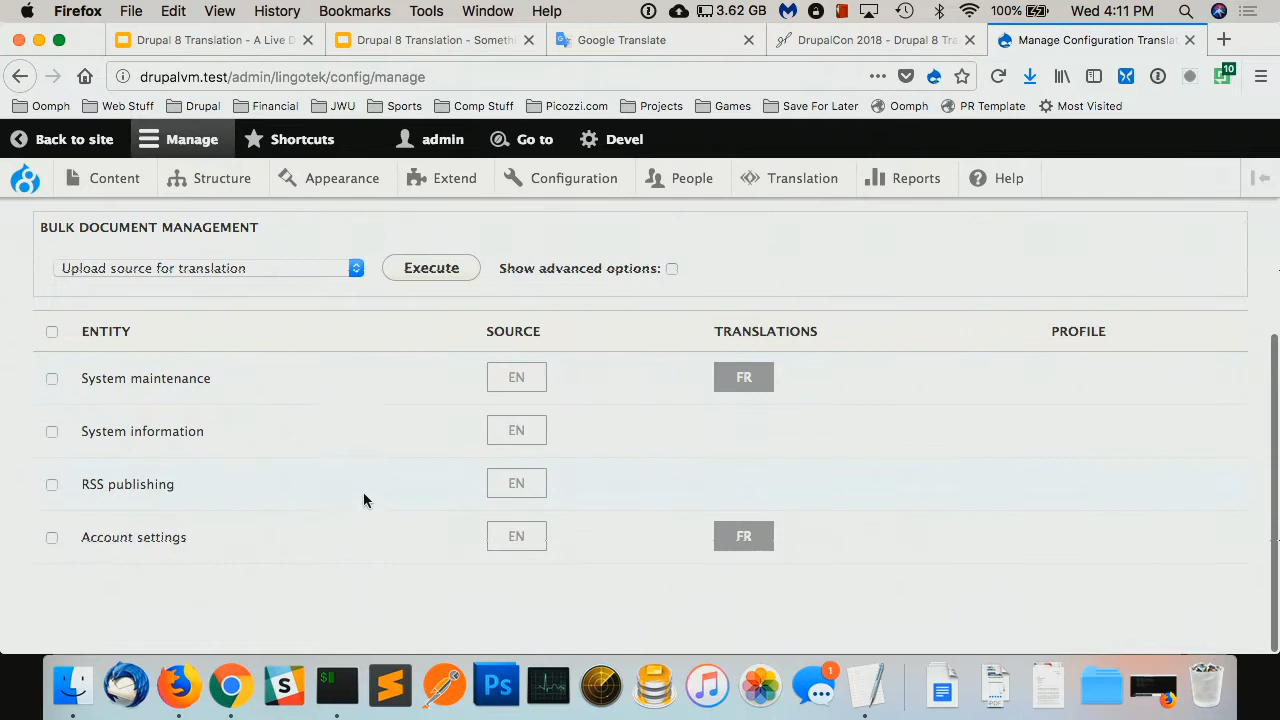 Firefox File Edit View History Bookmarks Tools Window Help 3.62 GB 100% Wed 4:11 PM
Drupal 8 Translation - A Live D Drupal 8 Translation - Someth Google Translate DrupalCon 2018 - Drupal 8 Tra Manage Configuration Translat
drupalvm.test/admin/lingotek/config/manage 10
Oomph Web Stuff Drupal Financial JWU Sports Comp Stuff Picozzi.com Projects Games Save For Later Oomph PR Template Most Visited
Back to site Manage Shortcuts admin Go to Devel
Content Structure Appearance Extend Configuration People Translation Reports Help
BULK DOCUMENT MANAGEMENT
Upload source for translation Execute Show advanced options:
ENTITY SOURCE TRANSLATIONS PROFILE
System maintenance EN FR
System information EN
RSS publishing EN
Account settings EN FR
$ Ps 1